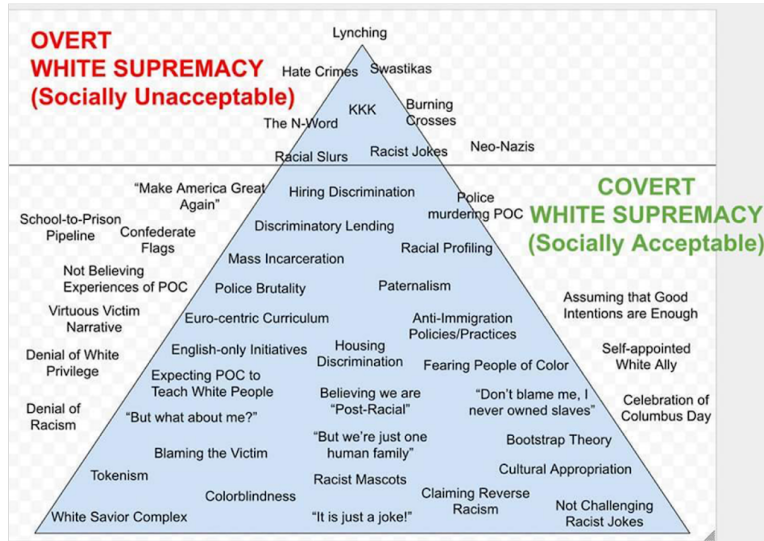 Lynching
OVERT
WHITE SUPREMACY
(Socially Unacceptable)
Hate Crimes
Swastikas
KKK
Burning
Crosses
The N-Word
Racial Slurs
Racist Jokes
Neo-Nazis
COVERT
WHITE SUPREMACY
(Socially Acceptable)
“Make America Great
Again”
Hiring Discrimination
Police
murdering POC
School-to-Prison
Pipeline
Confederate
Flags
Discriminatory Lending
Racial Profiling
Mass Incarceration
Not Believing
Experiences of POC
Police Brutality
Paternalism
Assuming that Good
Intentions are Enough
Virtuous Victim
Narrative
Euro-centric Curriculum
Anti-Immigration
Policies/Practices
Denial of White
Privilege
English-only Initiatives
Housing
Discrimination
Fearing People of Color
Self-appointed
White Ally
Expecting POC to
Teach White People
Believing we are
“Post-Racial”
“Don’t blame me, I
never owned slaves”
Celebration of
Columbus Day
Denial of
Racism
“But what about me?”
“But we’re just one
human family”
Bootstrap Theory
Blaming the Victim
Tokenism
Racist Mascots
Cultural Appropriation
Colorblindness
Claiming Reverse
Racism
Not Challenging
Racist Jokes
White Savior Complex
“It is just a joke!”